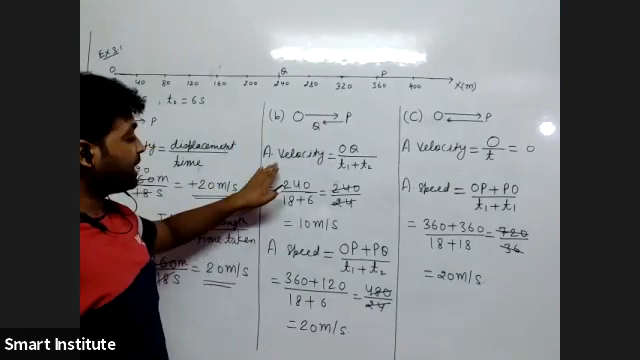 Ex 3.1
O Q P
40 80 120 160 200 240 280 320 360 400 X(m)
, t₂ = 6S
P
= displacement
time
m = +20m/s
18 s
time taken
18s = 20m/s
(b) O → P
Q ←
A. Velocity = OQ / t₁+t₂
240 / 18+6 = 240 / 24
= 10m/s
A speed = OP+PQ / t₁+t₂
= 360+120 / 18+6 = 480 / 24
= 20m/s.
(C) O ⇄ P
A Velocity = O / t = 0
A. speed = OP+PO / t₁+t₁
= 360+360 / 18+18 = 720 / 36
= 20m/s.
Smart Institute